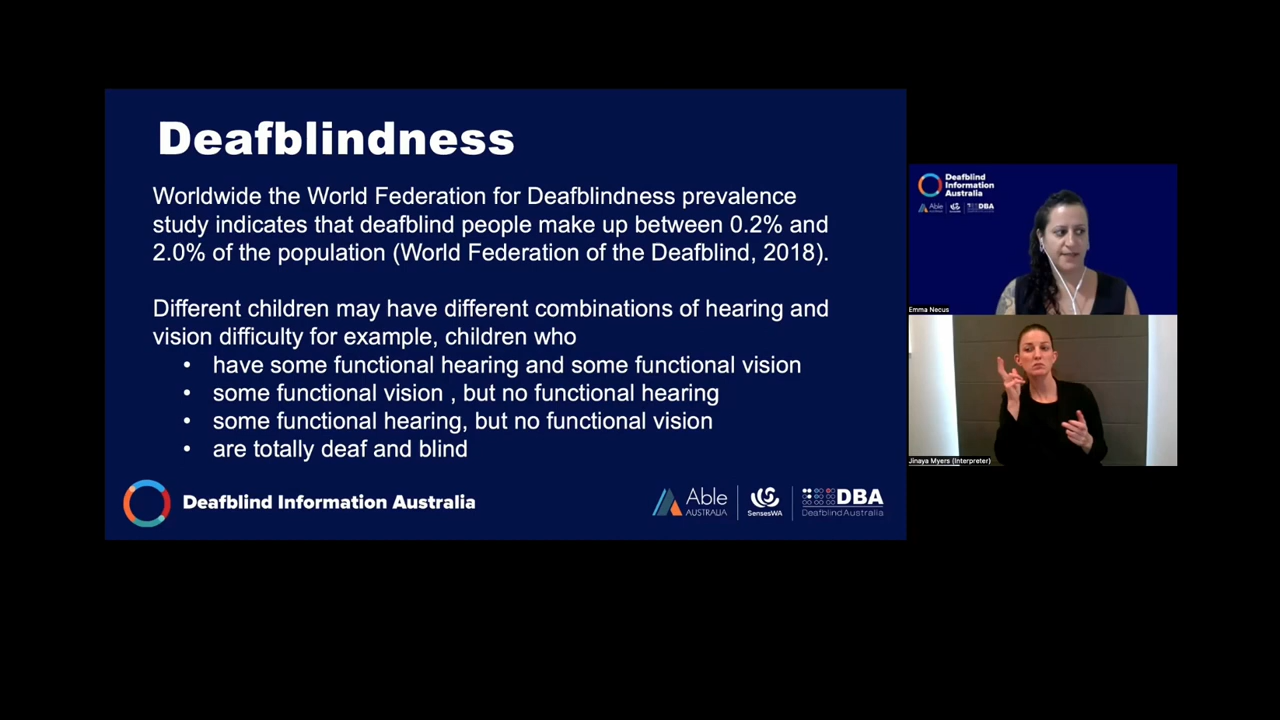 Deafblindness
Worldwide the World Federation for Deafblindness prevalence
study indicates that deafblind people make up between 0.2% and
2.0% of the population (World Federation of the Deafblind, 2018).
Different children may have different combinations of hearing and
vision difficulty for example, children who
• have some functional hearing and some functional vision
• some functional vision , but no functional hearing
• some functional hearing, but no functional vision
• are totally deaf and blind
Deafblind Information Australia
Able
AUSTRALIA
SensesWA
DBA
DeafblindAustralia
Deafblind
Information
Australia
Able
DBA
Emma Necus
Jinaya Myers (Interpreter)